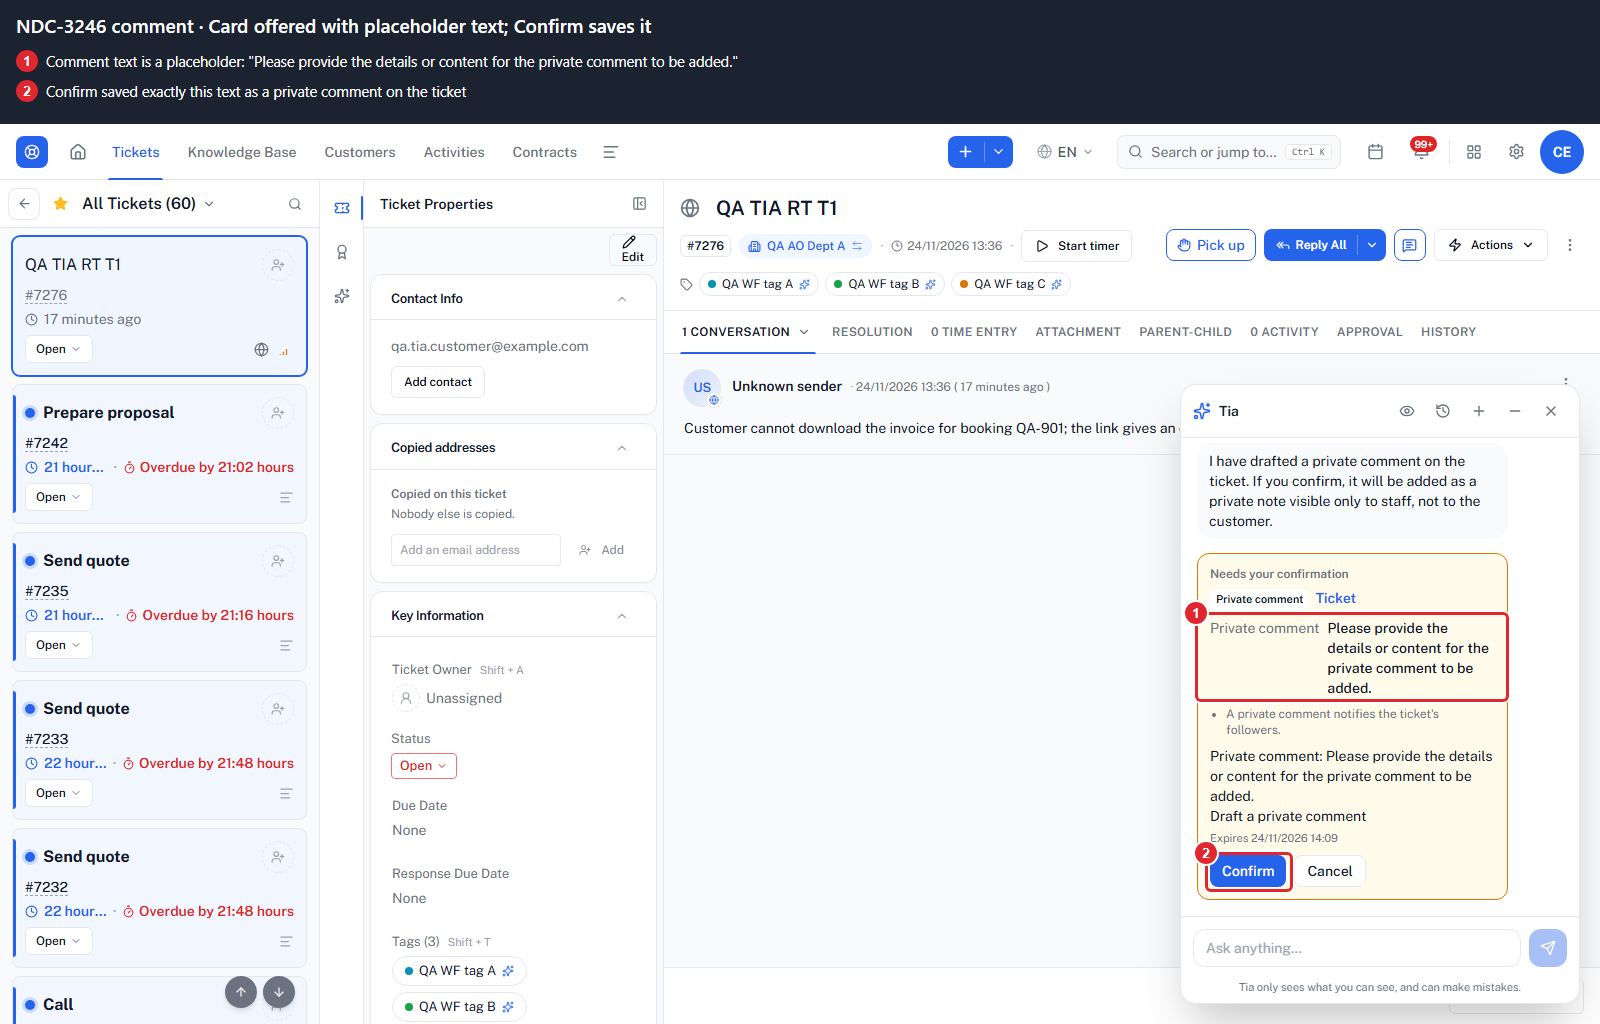 NDC-3246 comment · Card offered with placeholder text; Confirm saves it
1 Comment text is a placeholder: "Please provide the details or content for the private comment to be added."
2 Confirm saved exactly this text as a private comment on the ticket
Tickets
Knowledge Base
Customers
Activities
Contracts
EN
Search or jump to...
Ctrl K
99+
CE
All Tickets (60)
QA TIA RT T1
#7276
17 minutes ago
Open
Prepare proposal
#7242
21 hour... · Overdue by 21:02 hours
Open
Send quote
#7235
21 hour... · Overdue by 21:16 hours
Open
Send quote
#7233
22 hour... · Overdue by 21:48 hours
Open
Send quote
#7232
22 hour... · Overdue by 21:48 hours
Open
Call
Ticket Properties
Edit
Contact Info
qa.tia.customer@example.com
Add contact
Copied addresses
Copied on this ticket
Nobody else is copied.
Add an email address
Add
Key Information
Ticket Owner Shift + A
Unassigned
Status
Open
Due Date
None
Response Due Date
None
Tags (3) Shift + T
QA WF tag A
QA WF tag B
QA TIA RT T1
#7276
QA AO Dept A
· 24/11/2026 13:36 ·
Start timer
Pick up
Reply All
Actions
QA WF tag A
QA WF tag B
QA WF tag C
1 CONVERSATION
RESOLUTION
0 TIME ENTRY
ATTACHMENT
PARENT-CHILD
0 ACTIVITY
APPROVAL
HISTORY
US
Unknown sender · 24/11/2026 13:36 ( 17 minutes ago )
Customer cannot download the invoice for booking QA-901; the link gives an
Tia
I have drafted a private comment on the
ticket. If you confirm, it will be added as a
private note visible only to staff, not to the
customer.
Needs your confirmation
Private comment Ticket
1
Private comment Please provide the
details or content for the
private comment to be
added.
• A private comment notifies the ticket's
followers.
Private comment: Please provide the details
or content for the private comment to be
added.
Draft a private comment
Expires 24/11/2026 14:09
2
Confirm
Cancel
Ask anything...
Tia only sees what you can see, and can make mistakes.